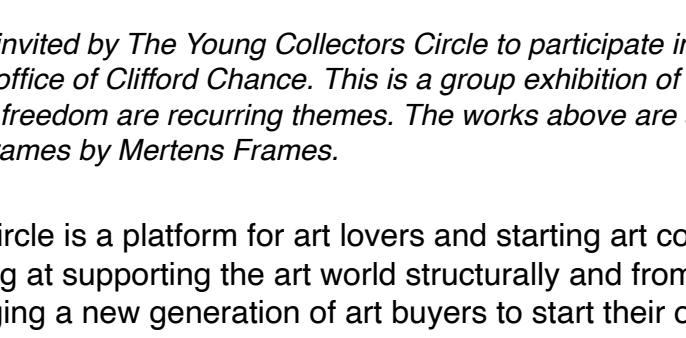 invited by The Young Collectors Circle to participate in
office of Clifford Chance. This is a group exhibition of
freedom are recurring themes. The works above are
rames by Mertens Frames.
ircle is a platform for art lovers and starting art co
g at supporting the art world structurally and from
ging a new generation of art buyers to start their o